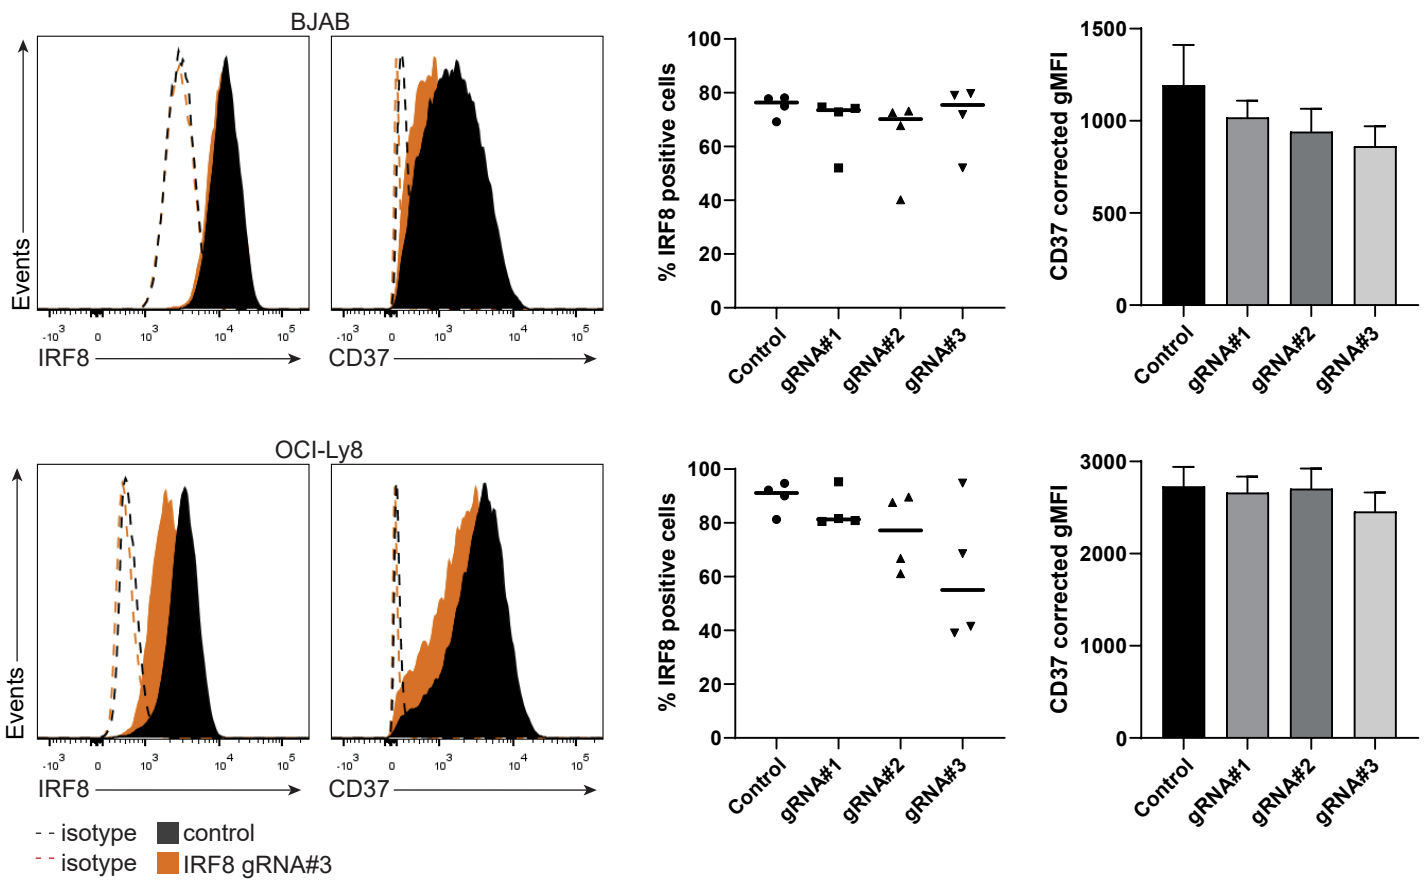 BJAB
Events
-10^3 0 10^3 10^4 10^5
IRF8
-10^3 0 10^3 10^4 10^5
CD37
% IRF8 positive cells
100
80
60
40
20
0
Control gRNA#1 gRNA#2 gRNA#3
CD37 corrected gMFI
1500
1000
500
0
Control gRNA#1 gRNA#2 gRNA#3
OCI-Ly8
Events
-10^3 0 10^3 10^4 10^5
IRF8
-10^3 0 10^3 10^4 10^5
CD37
% IRF8 positive cells
100
80
60
40
20
0
Control gRNA#1 gRNA#2 gRNA#3
CD37 corrected gMFI
3000
2000
1000
0
Control gRNA#1 gRNA#2 gRNA#3
isotype control
isotype IRF8 gRNA#3